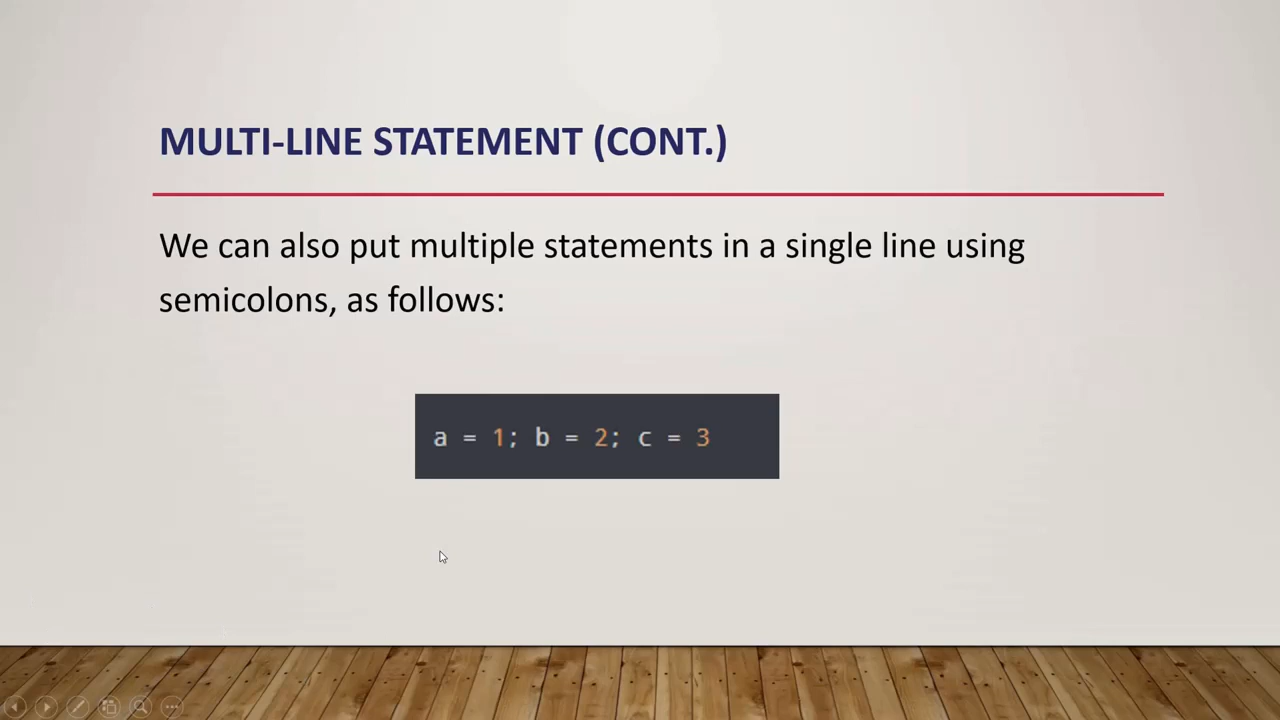 MULTI-LINE STATEMENT (CONT.)
We can also put multiple statements in a single line using
semicolons, as follows:
a = 1; b = 2; c = 3